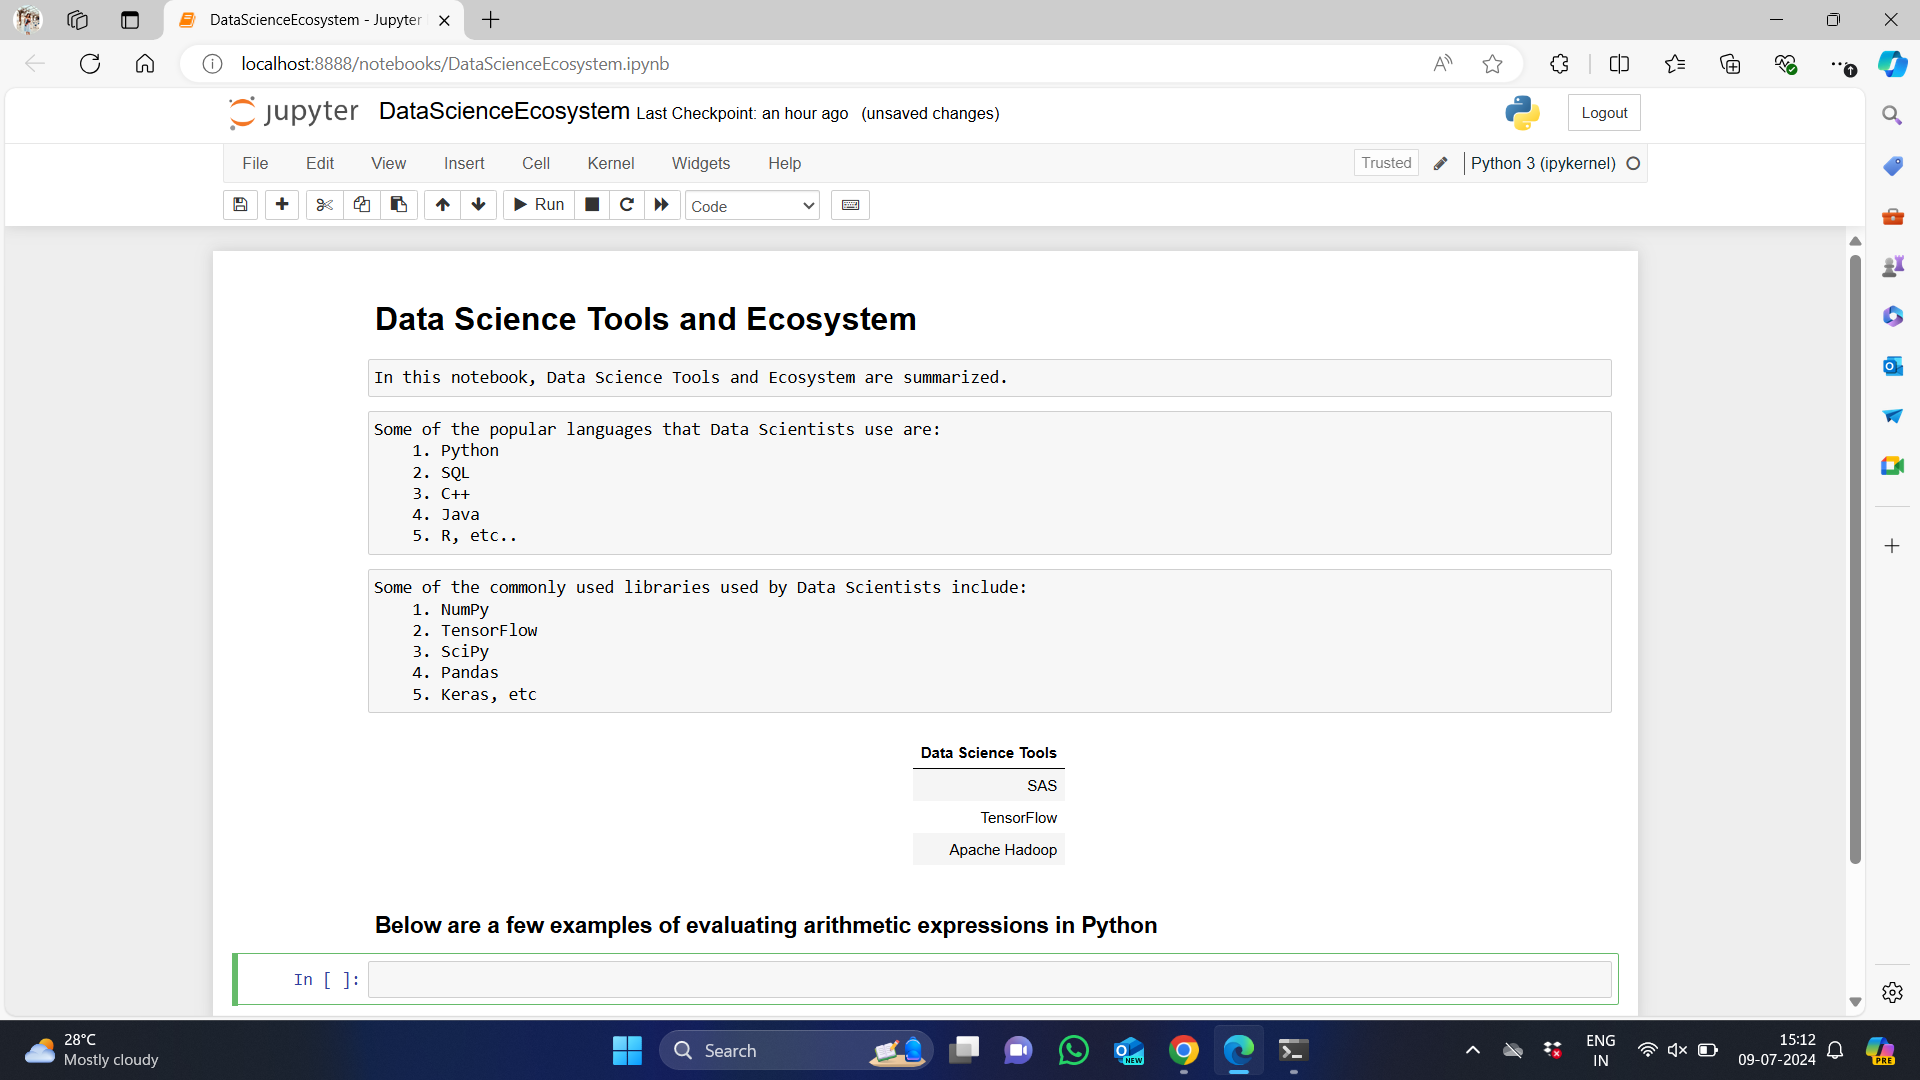 DataScienceEcosystem - Jupyter
localhost:8888/notebooks/DataScienceEcosystem.ipynb
jupyter DataScienceEcosystem Last Checkpoint: an hour ago (unsaved changes)
Logout
File Edit View Insert Cell Kernel Widgets Help
Trusted Python 3 (ipykernel)
Run Code
Data Science Tools and Ecosystem
In this notebook, Data Science Tools and Ecosystem are summarized.
Some of the popular languages that Data Scientists use are:
1. Python
2. SQL
3. C++
4. Java
5. R, etc..
Some of the commonly used libraries used by Data Scientists include:
1. NumPy
2. TensorFlow
3. SciPy
4. Pandas
5. Keras, etc
Data Science Tools
SAS
TensorFlow
Apache Hadoop
Below are a few examples of evaluating arithmetic expressions in Python
In [ ]:
28°C
Mostly cloudy
Search
NEW
ENG
IN
15:12
09-07-2024
PRE